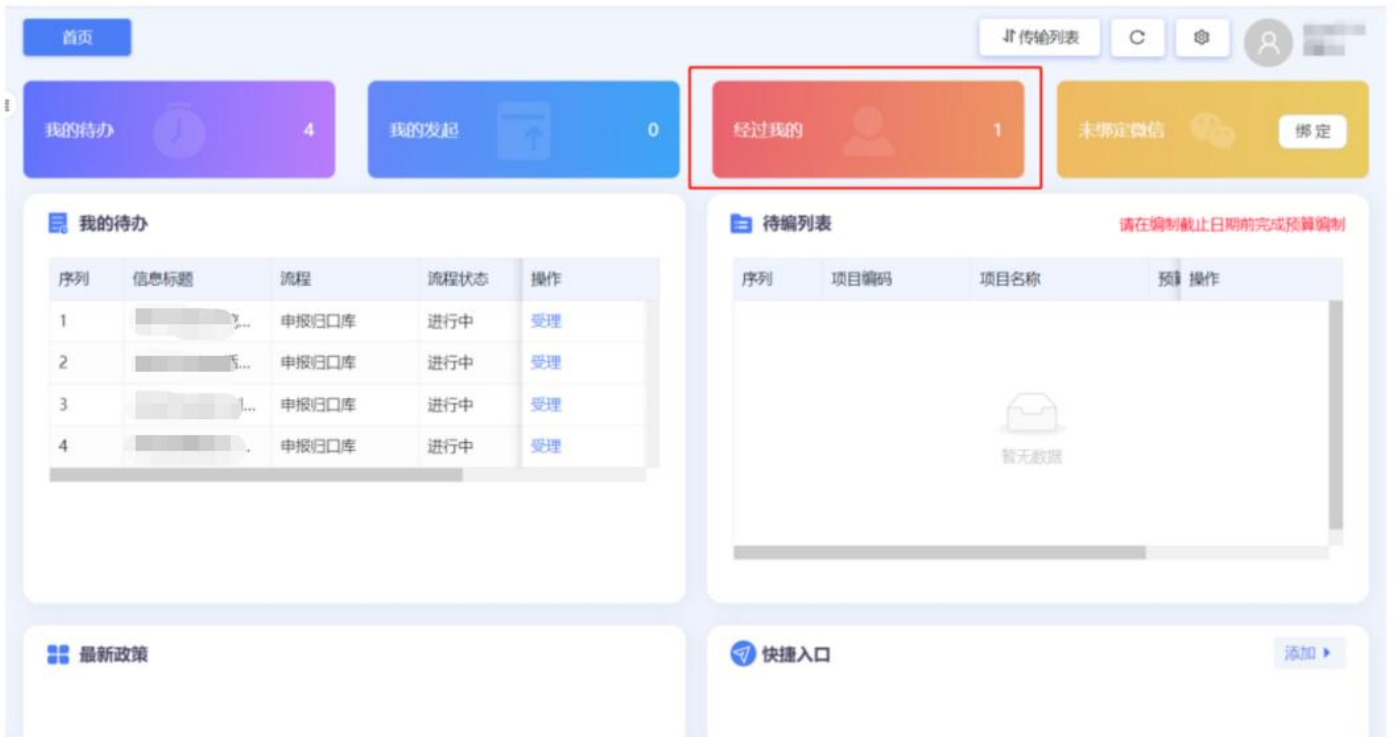 首页
传输列表
我的待办 4
我的发起 0
经过我的 1
未绑定微信 绑定
我的待办
序列 信息标题 流程 流程状态 操作
1 ... 申报归口库 进行中 受理
2 ... 申报归口库 进行中 受理
3 ... 申报归口库 进行中 受理
4 . 申报归口库 进行中 受理
待编列表 请在编制截止日期前完成预算编制
序列 项目编码 项目名称 预算 操作
暂无数据
最新政策
快捷入口 添加